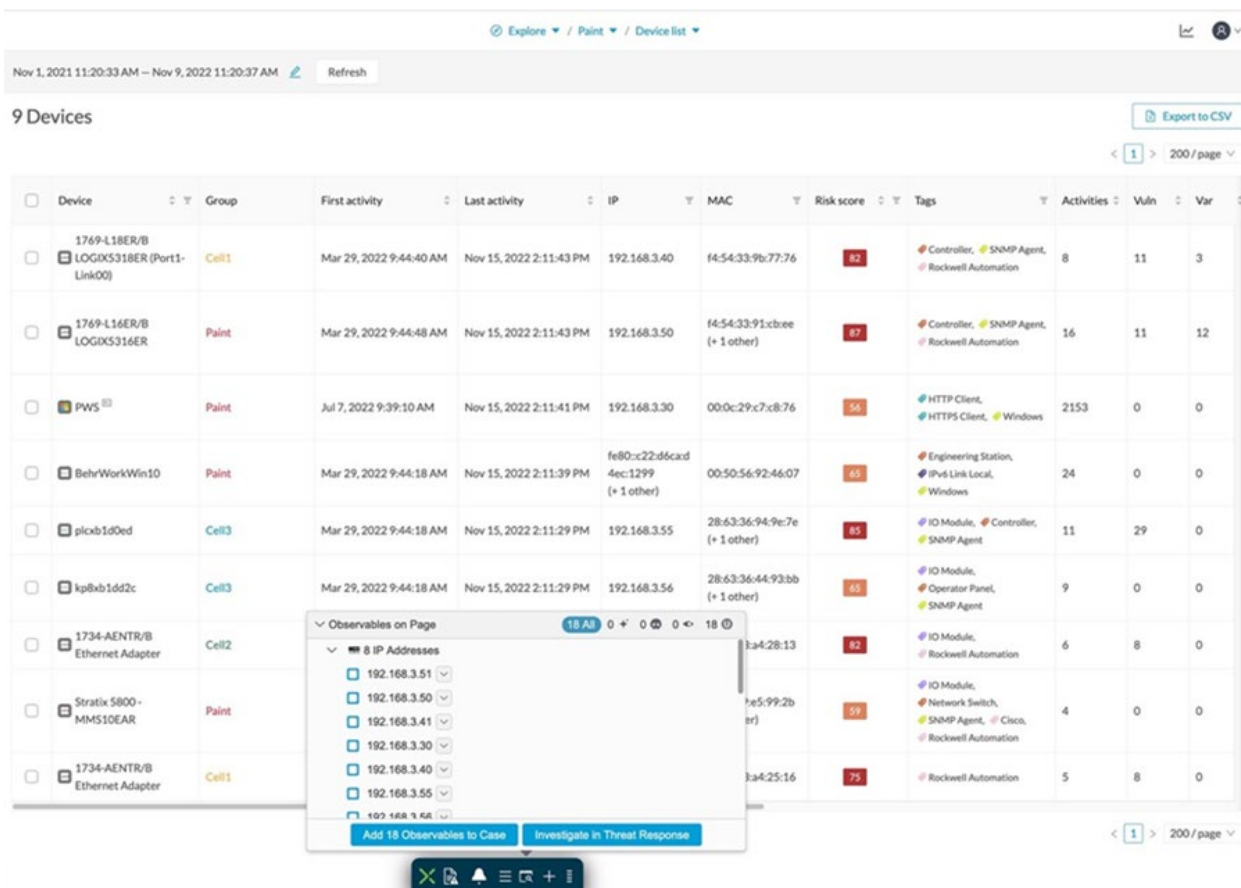 Explore / Paint / Device list
Nov 1, 2021 11:20:33 AM — Nov 9, 2022 11:20:37 AM Refresh
9 Devices
Export to CSV
< 1 > 200 / page
Device Group First activity Last activity IP MAC Risk score Tags Activities Vuln Var
1769-L18ER/B
LOGIX5318ER (Port1-
Link00)
Cell1 Mar 29, 2022 9:44:40 AM Nov 15, 2022 2:11:43 PM 192.168.3.40 f4:54:33:9b:77:76 82
Controller, SNMP Agent,
Rockwell Automation
8 11 3
1769-L16ER/B
LOGIX5316ER
Paint Mar 29, 2022 9:44:48 AM Nov 15, 2022 2:11:43 PM 192.168.3.50
f4:54:33:91:cb:ee
(+ 1 other)
87
Controller, SNMP Agent,
Rockwell Automation
16 11 12
PWS Paint Jul 7, 2022 9:39:10 AM Nov 15, 2022 2:11:41 PM 192.168.3.30 00:0c:29:c7:c8:76 56
HTTP Client,
HTTPS Client, Windows
2153 0 0
BehrWorkWin10 Paint Mar 29, 2022 9:44:18 AM Nov 15, 2022 2:11:39 PM
fe80::c22:d6ca:d
4ec:1299
(+ 1 other)
00:50:56:92:46:07 65
Engineering Station,
IPv6 Link Local,
Windows
24 0 0
plcxb1d0ed Cell3 Mar 29, 2022 9:44:18 AM Nov 15, 2022 2:11:29 PM 192.168.3.55
28:63:36:94:9e:7e
(+ 1 other)
85
IO Module, Controller,
SNMP Agent
11 29 0
kp8xb1dd2c Cell3 Mar 29, 2022 9:44:18 AM Nov 15, 2022 2:11:29 PM 192.168.3.56
28:63:36:44:93:bb
(+ 1 other)
65
IO Module,
Operator Panel,
SNMP Agent
9 0 0
1734-AENTR/B
Ethernet Adapter
Cell2 :a4:28:13 82
IO Module,
Rockwell Automation
6 8 0
Stratix 5800 -
MMS10EAR
Paint
:e5:99:2b
er)
59
IO Module,
Network Switch,
SNMP Agent, Cisco,
Rockwell Automation
4 0 0
1734-AENTR/B
Ethernet Adapter
Cell1 :a4:25:16 75 Rockwell Automation 5 8 0
Observables on Page 18 All 0 0 0 18
8 IP Addresses
192.168.3.51
192.168.3.50
192.168.3.41
192.168.3.30
192.168.3.40
192.168.3.55
192.168.3.56
Add 18 Observables to Case Investigate in Threat Response
< 1 > 200 / page